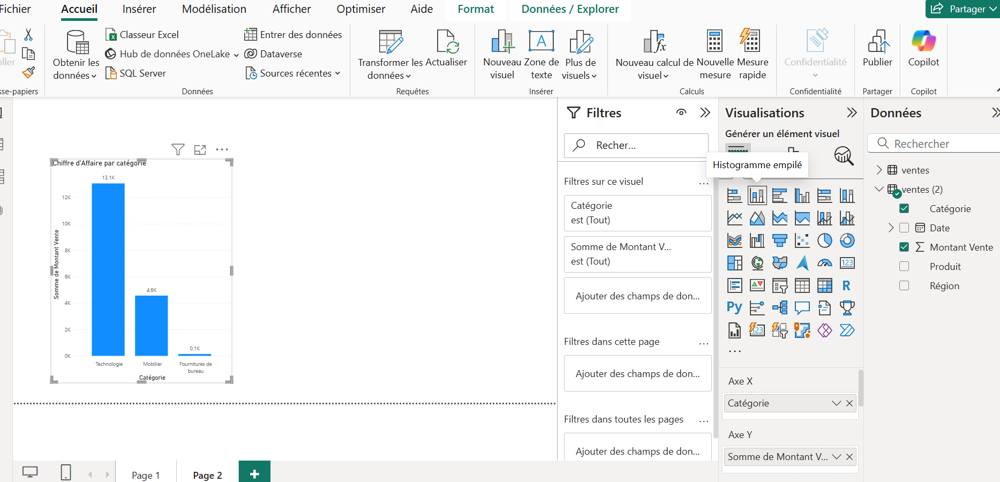 Fichier
Accueil
Insérer
Modélisation
Afficher
Optimiser
Aide
Format
Données / Explorer
Partager
Classeur Excel
Hub de données OneLake
SQL Server
Obtenir les
données
Entrer des données
Dataverse
Sources récentes
Transformer les
données
Actualiser
Nouveau
visuel
Zone de
texte
Plus de
visuels
Nouveau calcul de
visuel
Nouvelle
mesure
Mesure
rapide
Confidentialité
Publier
Copilot
sse-papiers
Données
Requêtes
Insérer
Calculs
Confidentialité
Partager
Copilot
Chiffre d'Affaire par catégorie
13,1K
4,6K
0,1K
12K
10K
8K
6K
4K
2K
0K
Somme de Montant Vente
Technologie
Mobilier
Fournitures de
bureau
Catégorie
Filtres
Recher...
Filtres sur ce visuel
...
Catégorie
est (Tout)
Somme de Montant V...
est (Tout)
Ajouter des champs de don...
Filtres dans cette page
...
Ajouter des champs de don...
Filtres dans toutes les pages
...
Ajouter des champs de don...
Visualisations
Générer un élément visuel
Histogramme empilé
123
R
Py
123
...
Axe X
Catégorie
Axe Y
Somme de Montant V...
Données
Rechercher
ventes
ventes (2)
Catégorie
Date
Montant Vente
Produit
Région
Page 1
Page 2